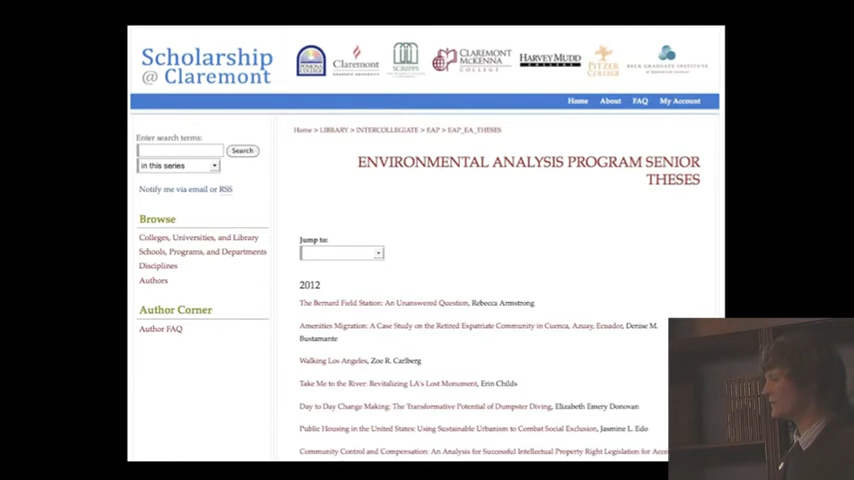 Scholarship
@ Claremont
POMONA COLLEGE
Claremont
GRADUATE UNIVERSITY
SCRIPPS
CLAREMONT
MCKENNA
COLLEGE
HARVEY MUDD
COLLEGE
PITZER
COLLEGE
KECK GRADUATE INSTITUTE
Home About FAQ My Account
Enter search terms:
Search
in this series
Notify me via email or RSS
Browse
Colleges, Universities, and Library
Schools, Programs, and Departments
Disciplines
Authors
Author Corner
Author FAQ
Home > LIBRARY > INTERCOLLEGIATE > EAP > EAP_EA_THESES
ENVIRONMENTAL ANALYSIS PROGRAM SENIOR
THESES
Jump to:
2012
The Bernard Field Station: An Unanswered Question, Rebecca Armstrong
Amenities Migration: A Case Study on the Retired Expatriate Community in Cuenca, Azuay, Ecuador, Denise M.
Bustamante
Walking Los Angeles, Zoe R. Carlberg
Take Me to the River: Revitalizing LA's Lost Monument, Erin Childs
Day to Day Change Making: The Transformative Potential of Dumpster Diving, Elizabeth Emery Donovan
Public Housing in the United States: Using Sustainable Urbanism to Combat Social Exclusion, Jasmine L. Edo
Community Control and Compensation: An Analysis for Successful Intellectual Property Right Legislation for